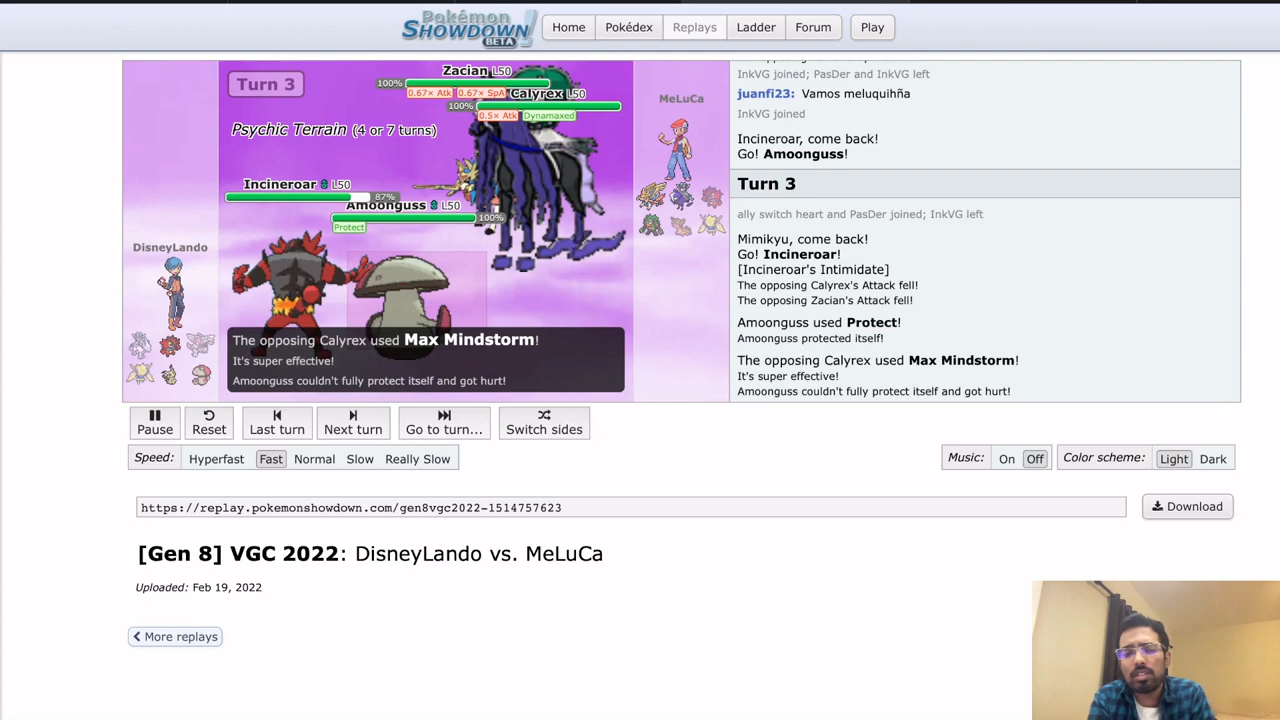 Pokémon
SHOWDOWN!
BETA
Home
Pokédex
Replays
Ladder
Forum
Play
Turn 3
Zacian L50
100%
0.67× Atk 0.67× SpA
Calyrex L50
100%
0.5× Atk Dynamaxed
Psychic Terrain (4 or 7 turns)
Incineroar L50
87%
Amoonguss L50
100%
Protect
DisneyLando
MeLuCa
The opposing Calyrex used Max Mindstorm!
It's super effective!
Amoonguss couldn't fully protect itself and got hurt!
InkVG joined; PasDer and InkVG left
juanfi23: Vamos meluquihña
InkVG joined
Incineroar, come back!
Go! Amoonguss!
Turn 3
ally switch heart and PasDer joined; InkVG left
Mimikyu, come back!
Go! Incineroar!
[Incineroar's Intimidate]
The opposing Calyrex's Attack fell!
The opposing Zacian's Attack fell!
Amoonguss used Protect!
Amoonguss protected itself!
The opposing Calyrex used Max Mindstorm!
It's super effective!
Amoonguss couldn't fully protect itself and got hurt!
Pause
Reset
Last turn
Next turn
Go to turn...
Switch sides
Speed: Hyperfast Fast Normal Slow Really Slow
Music: On Off
Color scheme: Light Dark
https://replay.pokemonshowdown.com/gen8vgc2022-1514757623
Download
[Gen 8] VGC 2022: DisneyLando vs. MeLuCa
Uploaded: Feb 19, 2022
More replays